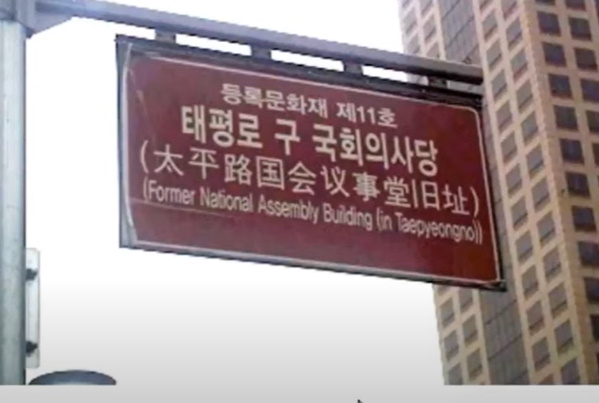 등록문화재 제11호
태평로 구 국회의사당
(太平路国会议事堂旧址)
(Former National Assembly Building (in Taepyeongno))